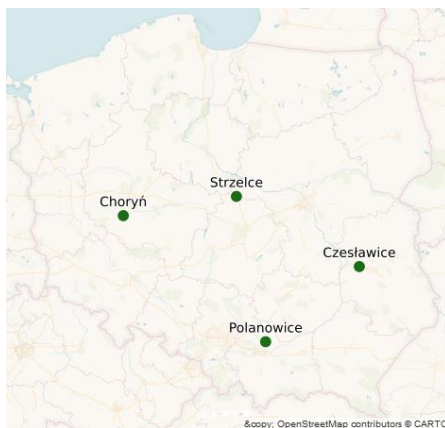 Strzelce
Choryń
Czesławice
Polanowice
&copy; OpenStreetMap contributors © CARTO